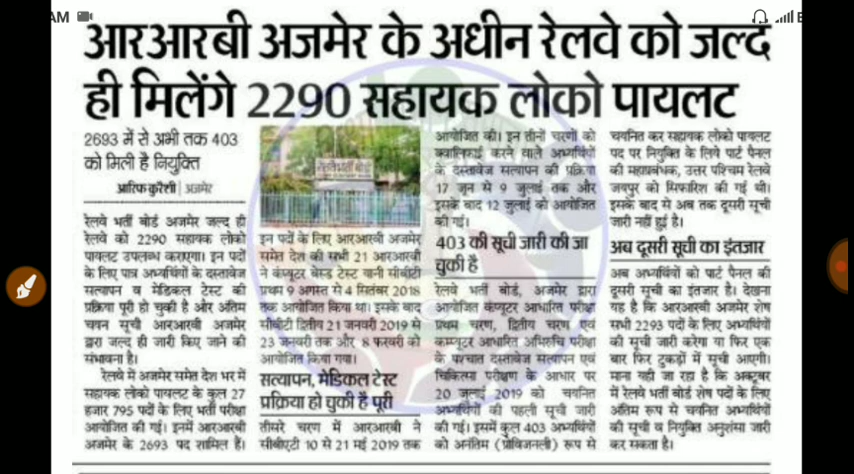 AM
आरआरबी अजमेर के अधीन रेलवे को जल्द
ही मिलेंगे 2290 सहायक लोको पायलट
2693 में से अभी तक 403
को मिली है नियुक्ति
आरिफ कुरैशी | अजमेर
रेलवे भर्ती बोर्ड अजमेर जल्द ही
रेलवे को 2290 सहायक लोको
पायलट उपलब्ध कराएगा। इन पदों
के लिए पात्र अभ्यर्थियों के दस्तावेज
सत्यापन व मेडिकल टेस्ट की
प्रक्रिया पूरी हो चुकी है और अंतिम
चयन सूची आरआरबी अजमेर
द्वारा जल्द ही जारी किए जाने की
संभावना है।
रेलवे में अजमेर समेत देश भर में
सहायक लोको पायलट के कुल 27
हजार 795 पदों के लिए भर्ती परीक्षा
आयोजित की गई। इनमें आरआरबी
अजमेर के 2693 पद शामिल हैं।
रेलवे भर्ती बोर्ड
इन पदों के लिए आरआरबी अजमेर
समेत देश की सभी 21 आरआरबी
ने कंप्यूटर बेस्ड टेस्ट यानी सीबीटी
प्रथम 9 अगस्त से 4 सितंबर 2018
तक आयोजित किया था। इसके बाद
सीबीटी द्वितीय 21 जनवरी 2019 से
23 जनवरी तक और 8 फरवरी को
आयोजित किया गया।
सत्यापन, मेडिकल टेस्ट
प्रक्रिया हो चुकी है पूरी
तीसरे चरण में आरआरबी ने
सीबीएटी 10 से 21 मई 2019 तक
आयोजित की। इन तीनों चरणों को
क्वालिफाई करने वाले अभ्यर्थियों
के दस्तावेज सत्यापन की प्रक्रिया
17 जून से 9 जुलाई तक और
इसके बाद 12 जुलाई को आयोजित
की गई।
403 की सूची जारी की जा
चुकी है
रेलवे भर्ती बोर्ड, अजमेर द्वारा
आयोजित कंप्यूटर आधारित परीक्षा
प्रथम चरण, द्वितीय चरण एवं
कम्प्यूटर आधारित अभिरुचि परीक्षा
के पश्चात दस्तावेज सत्यापन एवं
चिकित्सा परीक्षण के आधार पर
20 जुलाई 2019 को चयनित
अभ्यर्थियों की पहली सूची जारी
की गई। इसमें कुल 403 अभ्यर्थियों
को अनंतिम (प्रोविजनली) रूप से
चयनित कर सहायक लोको पायलट
पद पर नियुक्ति के लिये पार्ट पैनल
की महाप्रबंधक, उत्तर पश्चिम रेलवे
जयपुर को सिफारिश की गई थी।
इसके बाद से अब तक दूसरी सूची
जारी नहीं हुई है।
अब दूसरी सूची का इंतजार
अब अभ्यर्थियों को पार्ट पैनल की
दूसरी सूची का इंतजार है। देखना
यह है कि आरआरबी अजमेर शेष
सभी 2293 पदों के लिए अभ्यर्थियों
की सूची जारी करेगा या फिर एक
बार फिर टुकड़ों में सूची आएगी।
माना यही जा रहा है कि अक्टूबर
में रेलवे भर्ती बोर्ड शेष पदों के लिए
अंतिम रूप से चयनित अभ्यर्थियों
की सूची व नियुक्ति अनुशंसा जारी
कर सकता है।